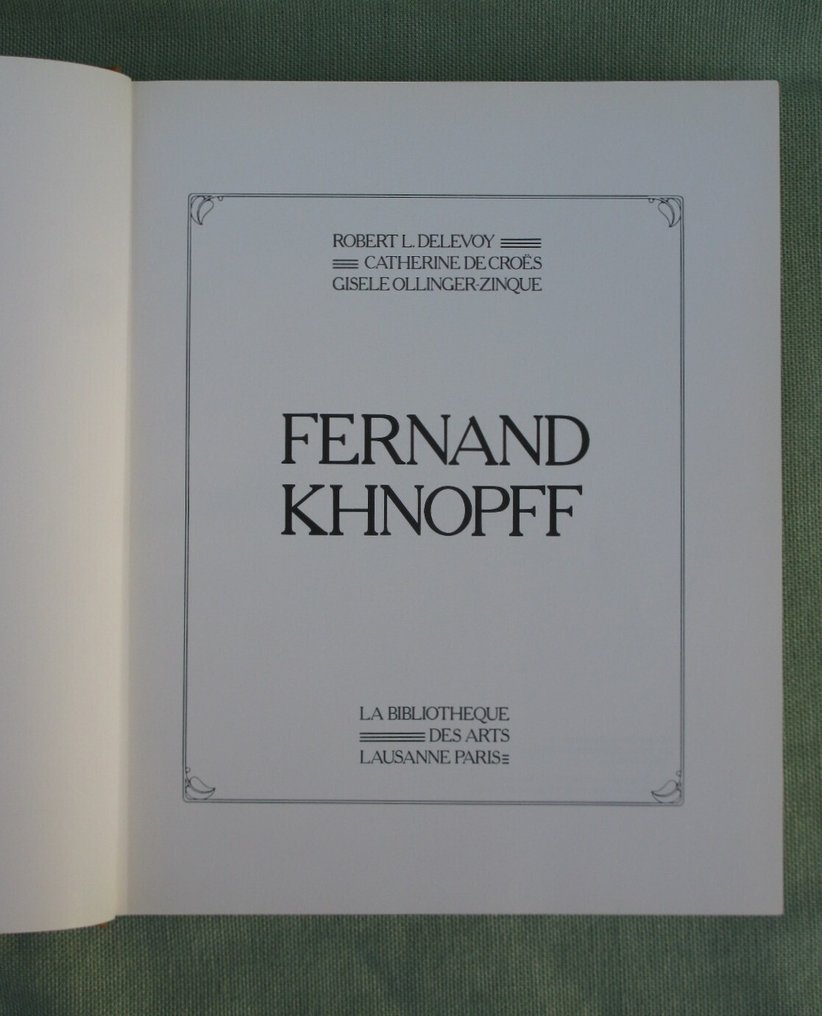 ROBERT L. DELEVOY
CATHERINE DE CROËS
GISELE OLLINGER-ZINQUE
FERNAND
KHNOPFF
LA BIBLIOTHEQUE
DES ARTS
LAUSANNE PARIS